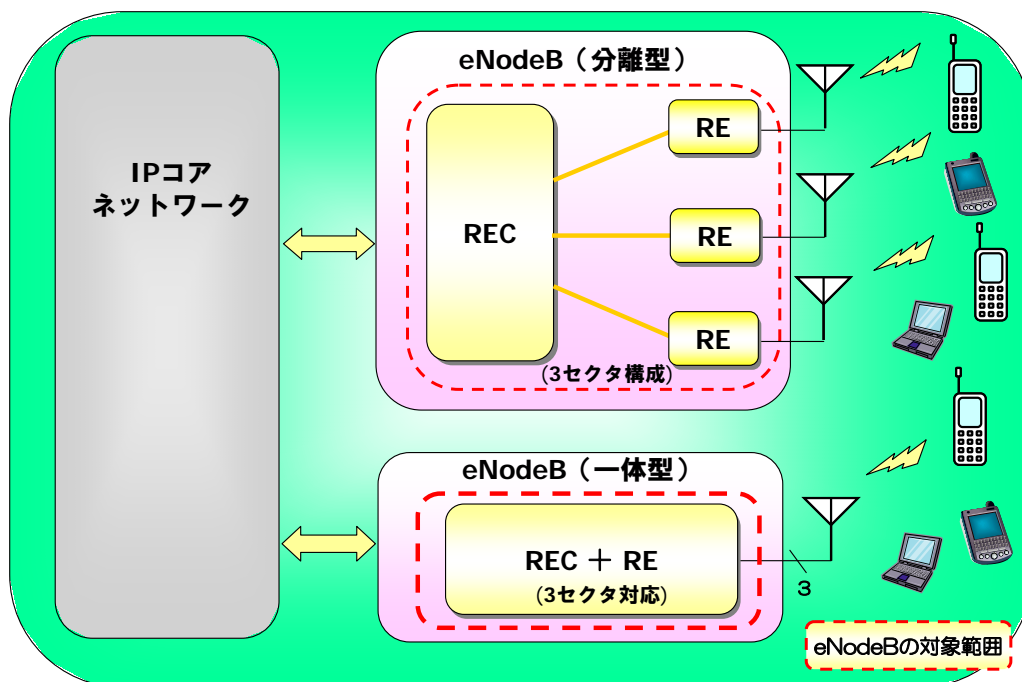 IPコア
ネットワーク
eNodeB（分離型）
REC
RE
RE
RE
(3セクタ構成)
eNodeB（一体型）
REC ＋ RE
(3セクタ対応)
3
eNodeBの対象範囲